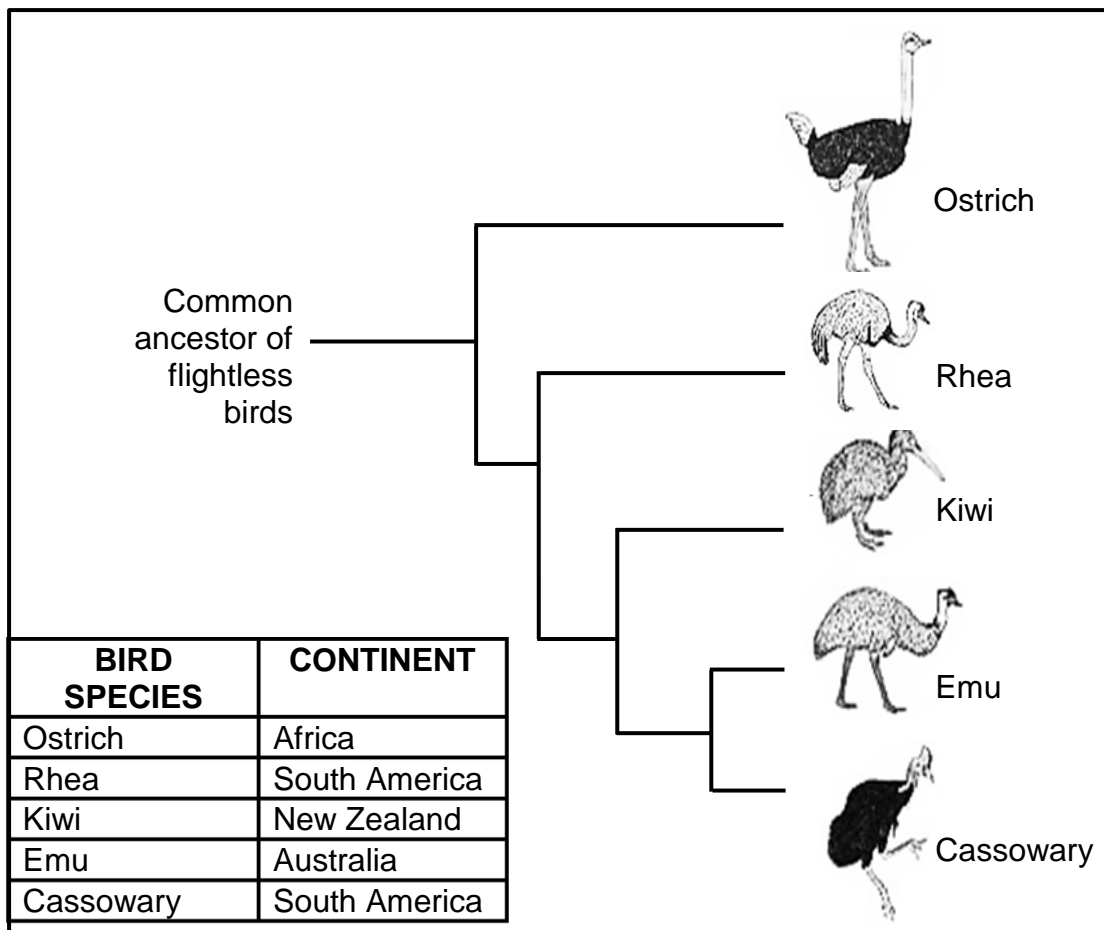 Ostrich
Common
ancestor of
flightless
birds
Rhea
Kiwi
Emu
Cassowary
BIRD SPECIES CONTINENT
Ostrich Africa
Rhea South America
Kiwi New Zealand
Emu Australia
Cassowary South America